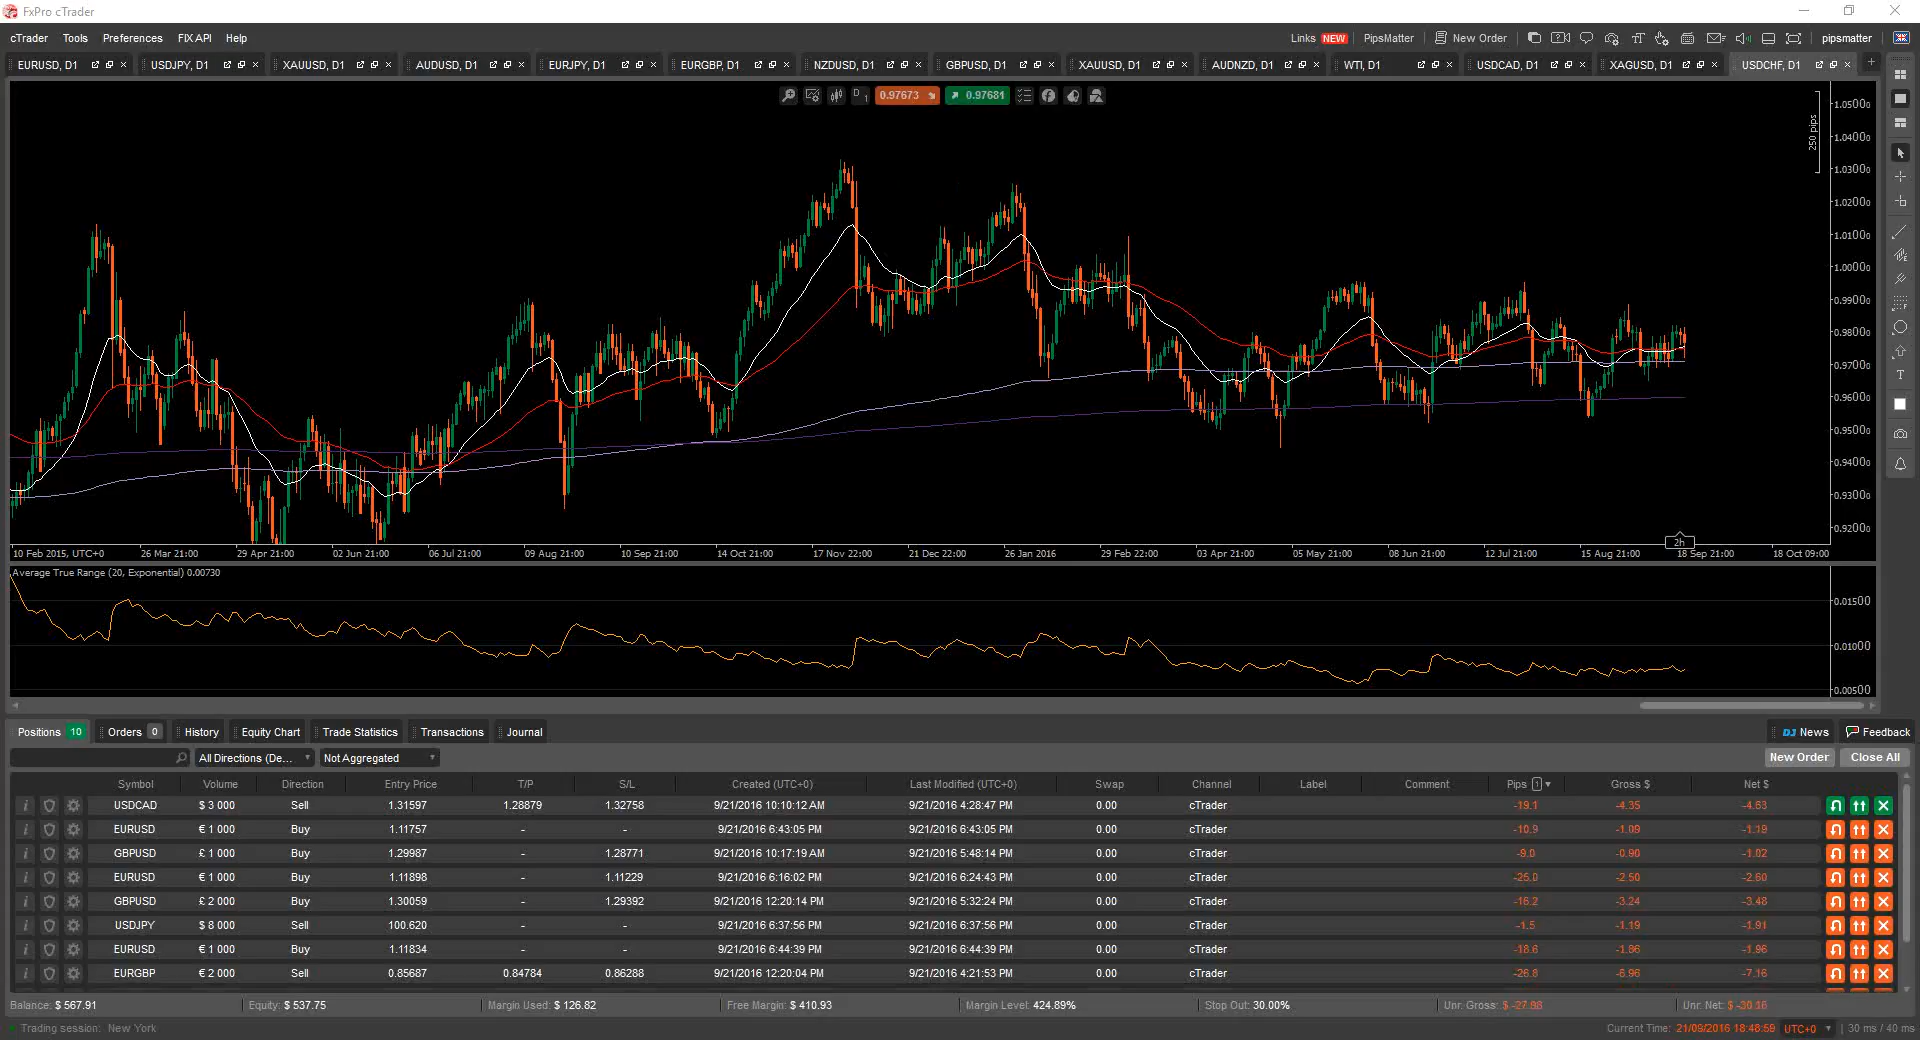 FxPro cTrader
cTrader Tools Preferences FIX API Help Links NEW PipsMatter New Order pipsmatter
EURUSD, D1 USDJPY, D1 XAUUSD, D1 AUDUSD, D1 EURJPY, D1 EURGBP, D1 NZDUSD, D1 GBPUSD, D1 XAUUSD, D1 AUDNZD, D1 WTI, D1 USDCAD, D1 XAGUSD, D1 USDCHF, D1
D 1 0.97673 0.97681
250 pips
1.05000
1.04000
1.03000
1.02000
1.01000
1.00000
0.99000
0.98000
0.97000
0.96000
0.95000
0.94000
0.93000
0.92000
2h
10 Feb 2015, UTC+0 26 Mar 21:00 29 Apr 21:00 02 Jun 21:00 06 Jul 21:00 09 Aug 21:00 10 Sep 21:00 14 Oct 21:00 17 Nov 22:00 21 Dec 22:00 26 Jan 2016 29 Feb 22:00 03 Apr 21:00 05 May 21:00 08 Jun 21:00 12 Jul 21:00 15 Aug 21:00 18 Sep 21:00 18 Oct 09:00
Average True Range (20, Exponential) 0.00730
0.01500
0.01000
0.00500
Positions 10 Orders 0 History Equity Chart Trade Statistics Transactions Journal DJ News Feedback
All Directions (De... Not Aggregated New Order Close All
Symbol Volume Direction Entry Price T/P S/L Created (UTC+0) Last Modified (UTC+0) Swap Channel Label Comment Pips 1 Gross $ Net $
USDCAD $ 3 000 Sell 1.31597 1.28879 1.32758 9/21/2016 10:10:12 AM 9/21/2016 4:28:47 PM 0.00 cTrader -19.1 -4.35 -4.63
EURUSD € 1 000 Buy 1.11757 - - 9/21/2016 6:43:05 PM 9/21/2016 6:43:05 PM 0.00 cTrader -10.9 -1.09 -1.19
GBPUSD £ 1 000 Buy 1.29987 - 1.28771 9/21/2016 10:17:19 AM 9/21/2016 5:48:14 PM 0.00 cTrader -9.0 -0.90 -1.02
EURUSD € 1 000 Buy 1.11898 - 1.11229 9/21/2016 6:16:02 PM 9/21/2016 6:24:43 PM 0.00 cTrader -25.0 -2.50 -2.60
GBPUSD £ 2 000 Buy 1.30059 - 1.29392 9/21/2016 12:20:14 PM 9/21/2016 5:32:24 PM 0.00 cTrader -16.2 -3.24 -3.48
USDJPY $ 8 000 Sell 100.620 - - 9/21/2016 6:37:56 PM 9/21/2016 6:37:56 PM 0.00 cTrader -1.5 -1.19 -1.91
EURUSD € 1 000 Buy 1.11834 - - 9/21/2016 6:44:39 PM 9/21/2016 6:44:39 PM 0.00 cTrader -18.6 -1.86 -1.96
EURGBP € 2 000 Sell 0.85687 0.84784 0.86288 9/21/2016 12:20:04 PM 9/21/2016 4:21:53 PM 0.00 cTrader -26.8 -6.96 -7.16
Balance: $ 567.91 Equity: $ 537.75 Margin Used: $ 126.82 Free Margin: $ 410.93 Margin Level: 424.89% Stop Out: 30.00% Unr. Gross: $ -27.98 Unr. Net: $ -30.16
Trading session: New York Current Time: 21/09/2016 18:48:59 UTC+0 30 ms / 40 ms